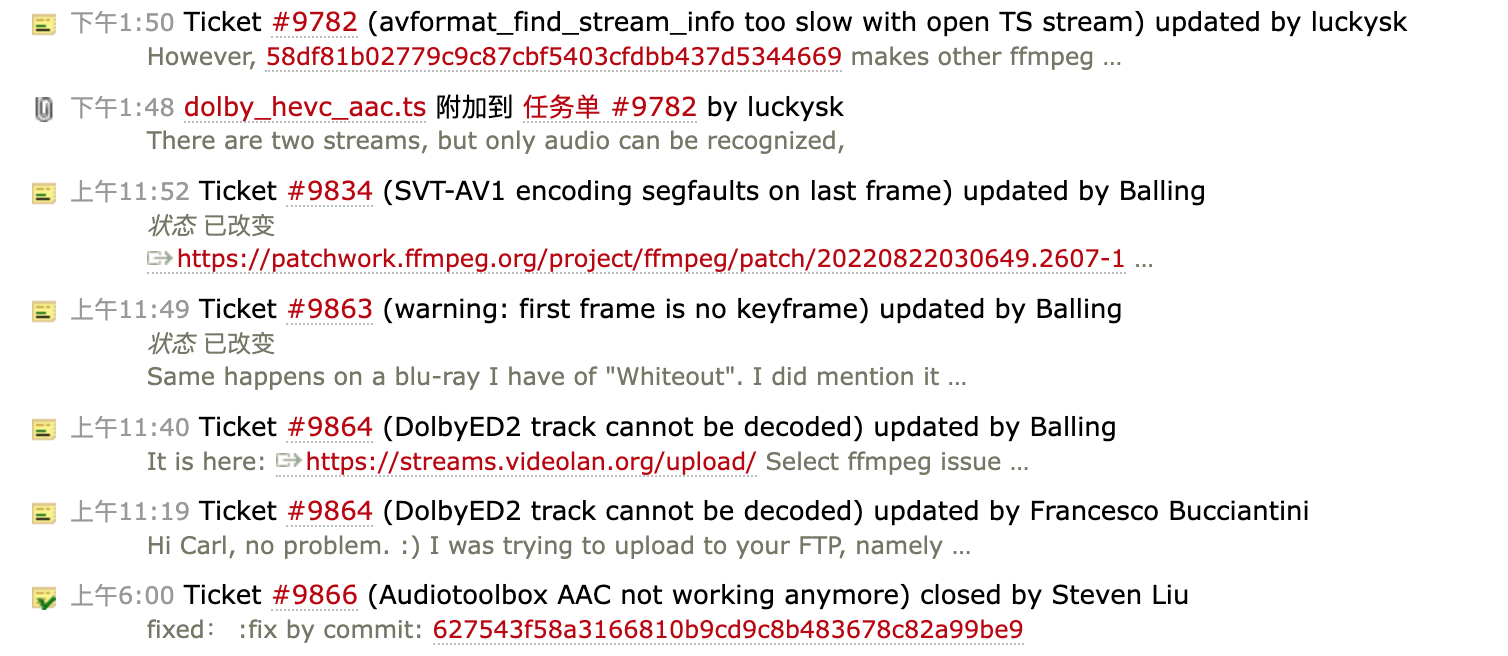 下午1:50 Ticket #9782 (avformat_find_stream_info too slow with open TS stream) updated by luckysk
However, 58df81b02779c9c87cbf5403cfdbb437d5344669 makes other ffmpeg …
下午1:48 dolby_hevc_aac.ts 附加到 任务单 #9782 by luckysk
There are two streams, but only audio can be recognized,
上午11:52 Ticket #9834 (SVT-AV1 encoding segfaults on last frame) updated by Balling
状态 已改变
https://patchwork.ffmpeg.org/project/ffmpeg/patch/20220822030649.2607-1 …
上午11:49 Ticket #9863 (warning: first frame is no keyframe) updated by Balling
状态 已改变
Same happens on a blu-ray I have of "Whiteout". I did mention it …
上午11:40 Ticket #9864 (DolbyED2 track cannot be decoded) updated by Balling
It is here: https://streams.videolan.org/upload/ Select ffmpeg issue …
上午11:19 Ticket #9864 (DolbyED2 track cannot be decoded) updated by Francesco Bucciantini
Hi Carl, no problem. :) I was trying to upload to your FTP, namely …
上午6:00 Ticket #9866 (Audiotoolbox AAC not working anymore) closed by Steven Liu
fixed： :fix by commit: 627543f58a3166810b9cd9c8b483678c82a99be9